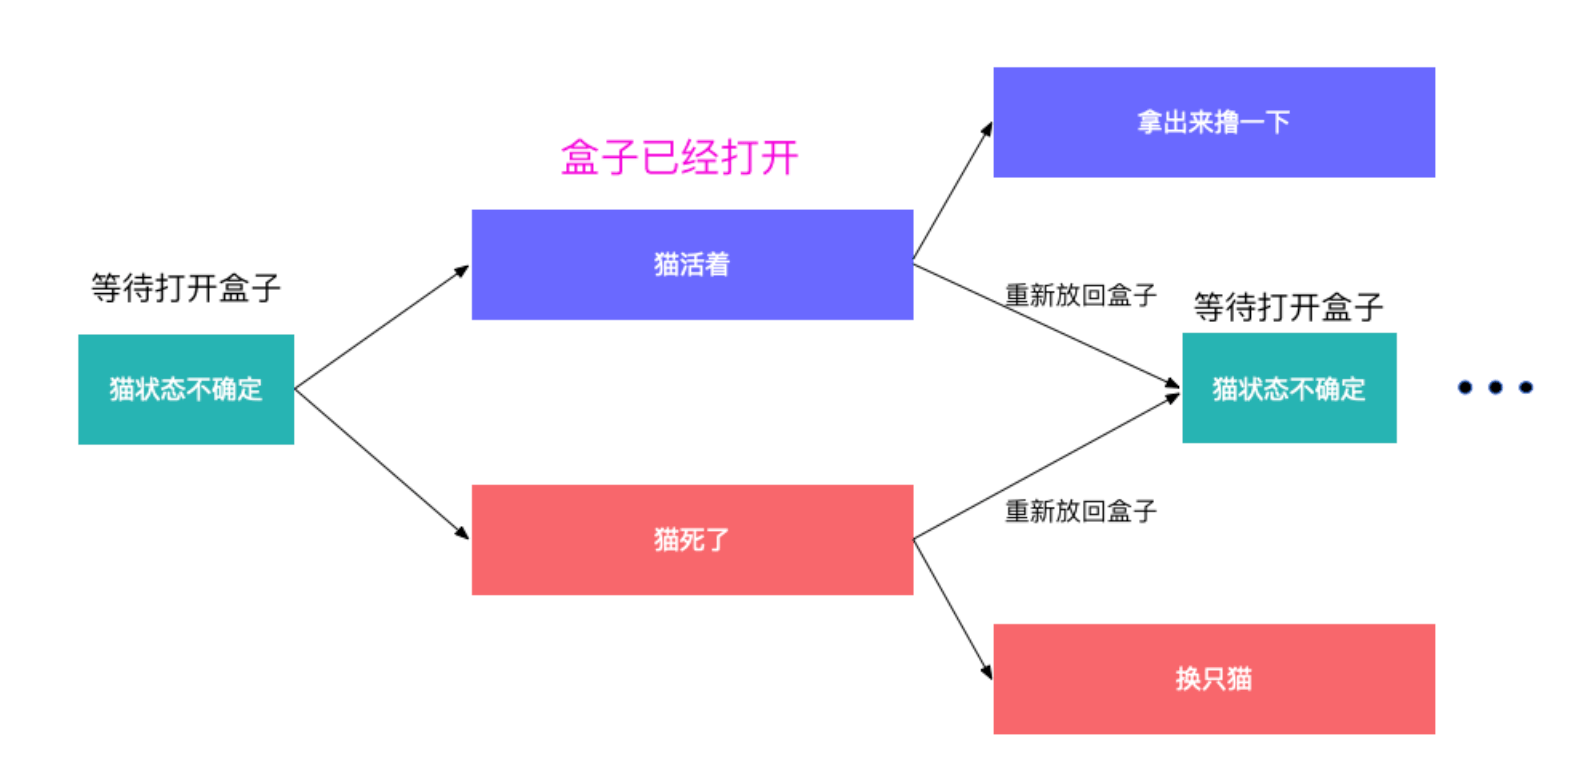 拿出来撸一下
盒子已经打开
猫活着
等待打开盒子
重新放回盒子
等待打开盒子
猫状态不确定
猫状态不确定
重新放回盒子
猫死了
换只猫